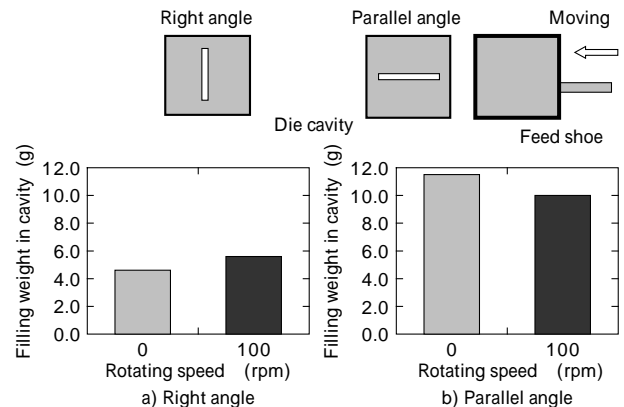 Right angle
Parallel angle
Moving
Die cavity
Feed shoe
Filling weight in cavity (g)
12.0
10.0
8.0
6.0
4.0
2.0
0.0
0
100
Rotating speed (rpm)
a) Right angle
Filling weight in cavity (g)
12.0
10.0
8.0
6.0
4.0
2.0
0.0
0
100
Rotating speed (rpm)
b) Parallel angle